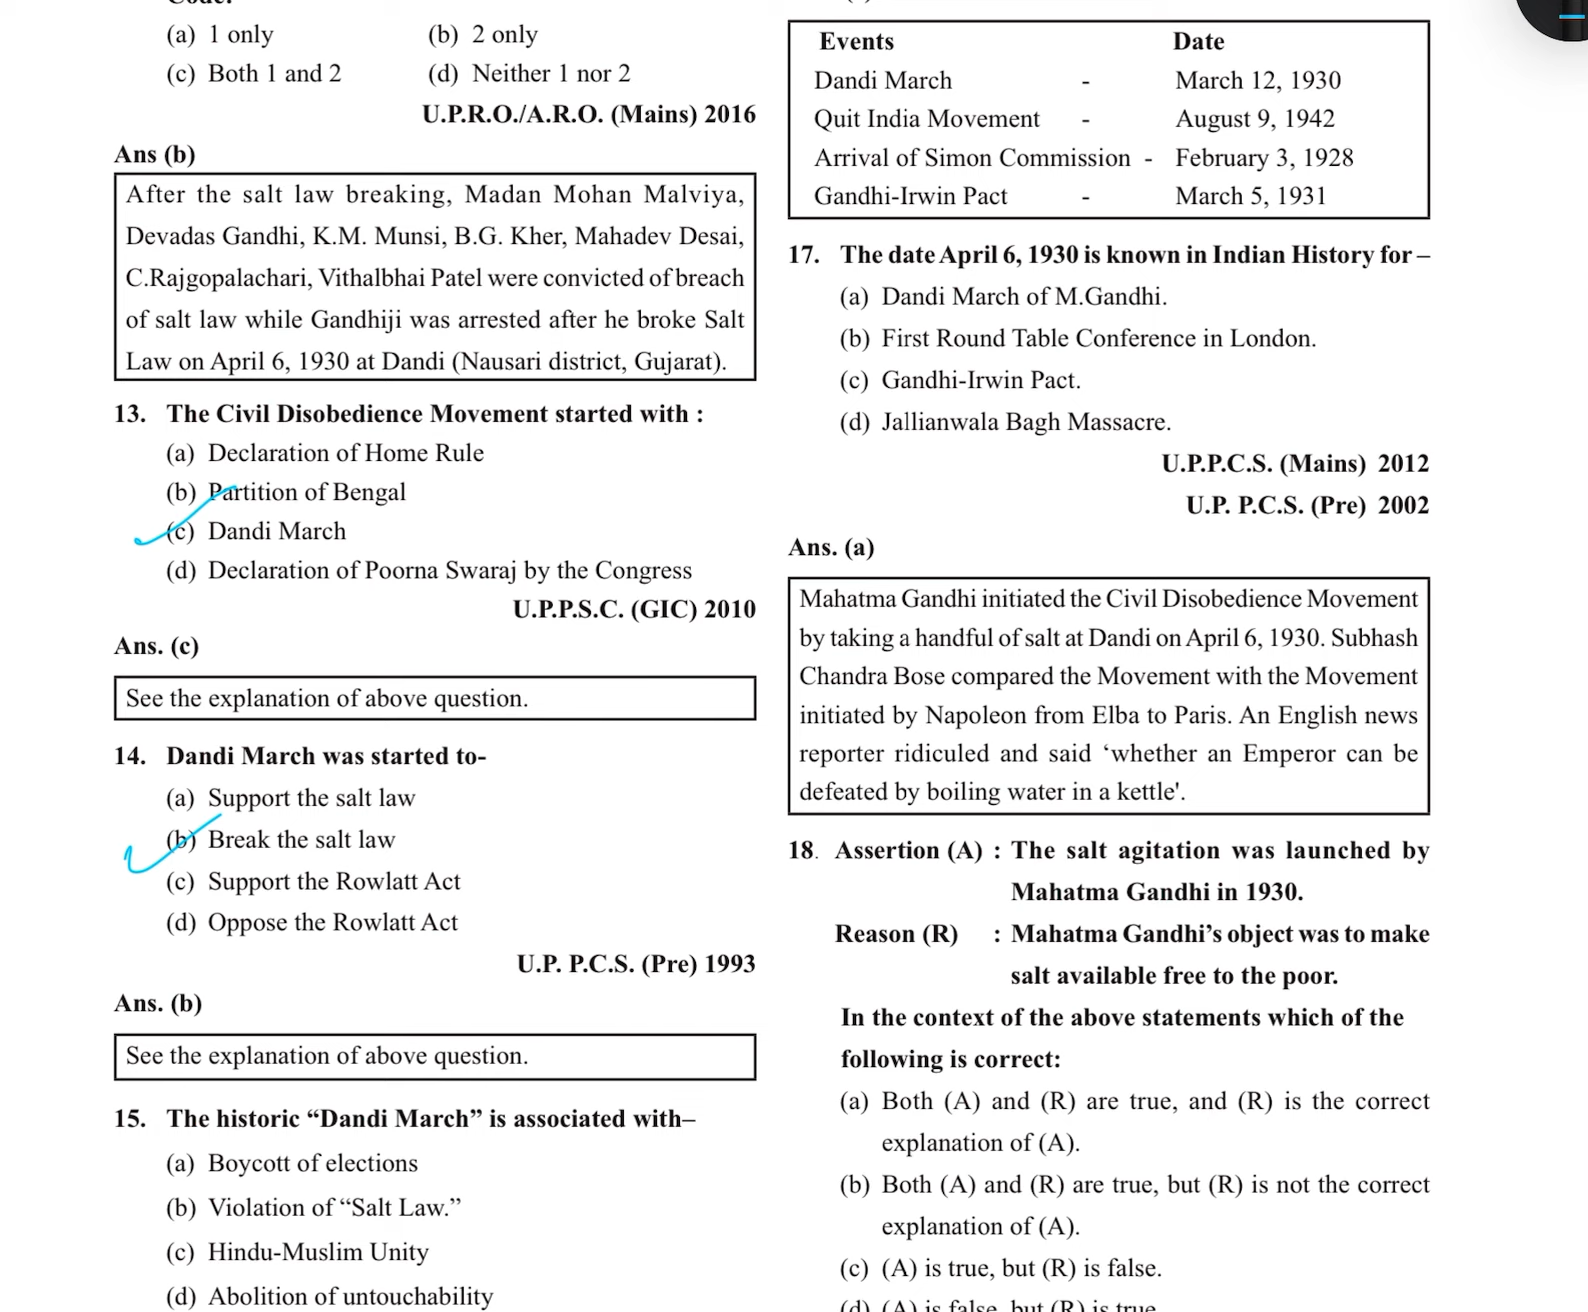 (a) 1 only (b) 2 only
(c) Both 1 and 2 (d) Neither 1 nor 2
U.P.R.O./A.R.O. (Mains) 2016
Ans (b)
After the salt law breaking, Madan Mohan Malviya,
Devadas Gandhi, K.M. Munsi, B.G. Kher, Mahadev Desai,
C.Rajgopalachari, Vithalbhai Patel were convicted of breach
of salt law while Gandhiji was arrested after he broke Salt
Law on April 6, 1930 at Dandi (Nausari district, Gujarat).
13. The Civil Disobedience Movement started with :
(a) Declaration of Home Rule
(b) Partition of Bengal
(c) Dandi March
(d) Declaration of Poorna Swaraj by the Congress
U.P.P.S.C. (GIC) 2010
Ans. (c)
See the explanation of above question.
14. Dandi March was started to-
(a) Support the salt law
(b) Break the salt law
(c) Support the Rowlatt Act
(d) Oppose the Rowlatt Act
U.P. P.C.S. (Pre) 1993
Ans. (b)
See the explanation of above question.
15. The historic “Dandi March” is associated with–
(a) Boycott of elections
(b) Violation of “Salt Law.”
(c) Hindu-Muslim Unity
(d) Abolition of untouchability
Events Date
Dandi March - March 12, 1930
Quit India Movement - August 9, 1942
Arrival of Simon Commission - February 3, 1928
Gandhi-Irwin Pact - March 5, 1931
17. The date April 6, 1930 is known in Indian History for –
(a) Dandi March of M.Gandhi.
(b) First Round Table Conference in London.
(c) Gandhi-Irwin Pact.
(d) Jallianwala Bagh Massacre.
U.P.P.C.S. (Mains) 2012
U.P. P.C.S. (Pre) 2002
Ans. (a)
Mahatma Gandhi initiated the Civil Disobedience Movement
by taking a handful of salt at Dandi on April 6, 1930. Subhash
Chandra Bose compared the Movement with the Movement
initiated by Napoleon from Elba to Paris. An English news
reporter ridiculed and said ‘whether an Emperor can be
defeated by boiling water in a kettle'.
18. Assertion (A) : The salt agitation was launched by
Mahatma Gandhi in 1930.
Reason (R) : Mahatma Gandhi’s object was to make
salt available free to the poor.
In the context of the above statements which of the
following is correct:
(a) Both (A) and (R) are true, and (R) is the correct
explanation of (A).
(b) Both (A) and (R) are true, but (R) is not the correct
explanation of (A).
(c) (A) is true, but (R) is false.
(d) (A) is false, but (R) is true